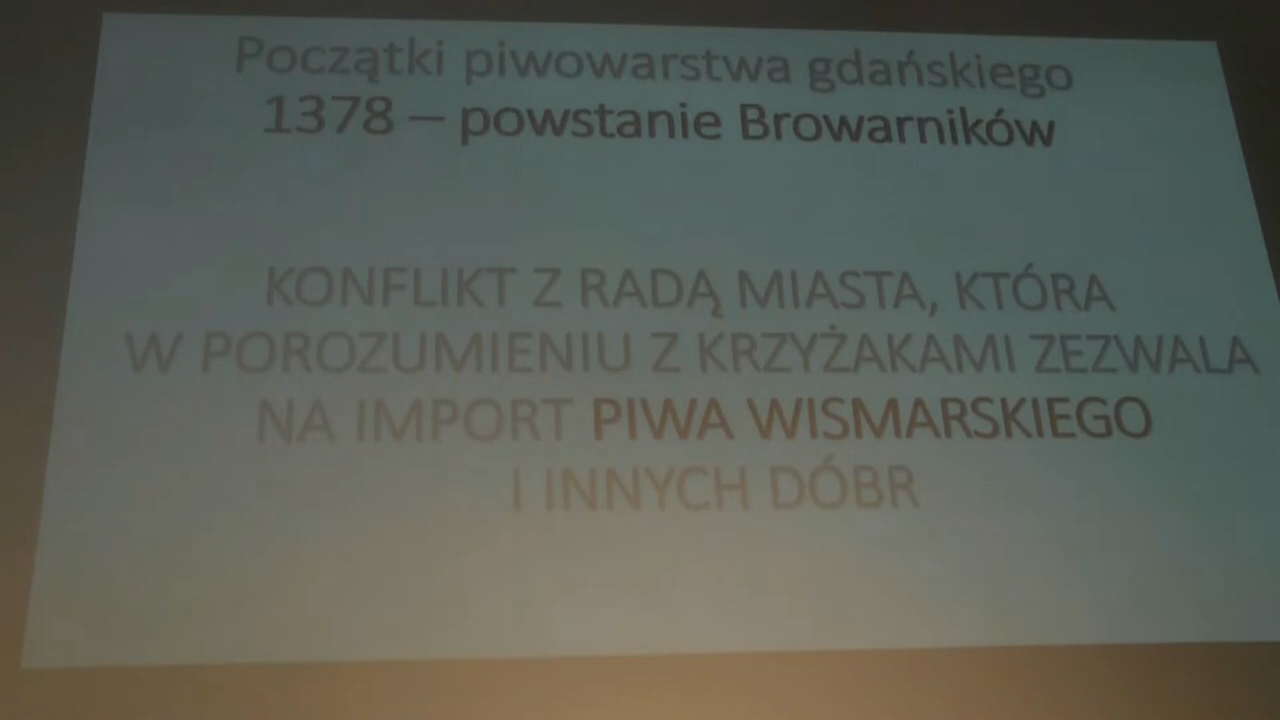 Początki piwowarstwa gdańskiego
1378 – powstanie Browarników
KONFLIKT Z RADĄ MIASTA, KTÓRA
W POROZUMIENIU Z KRZYŻAKAMI ZEZWALA
NA IMPORT PIWA WISMARSKIEGO
I INNYCH DÓBR